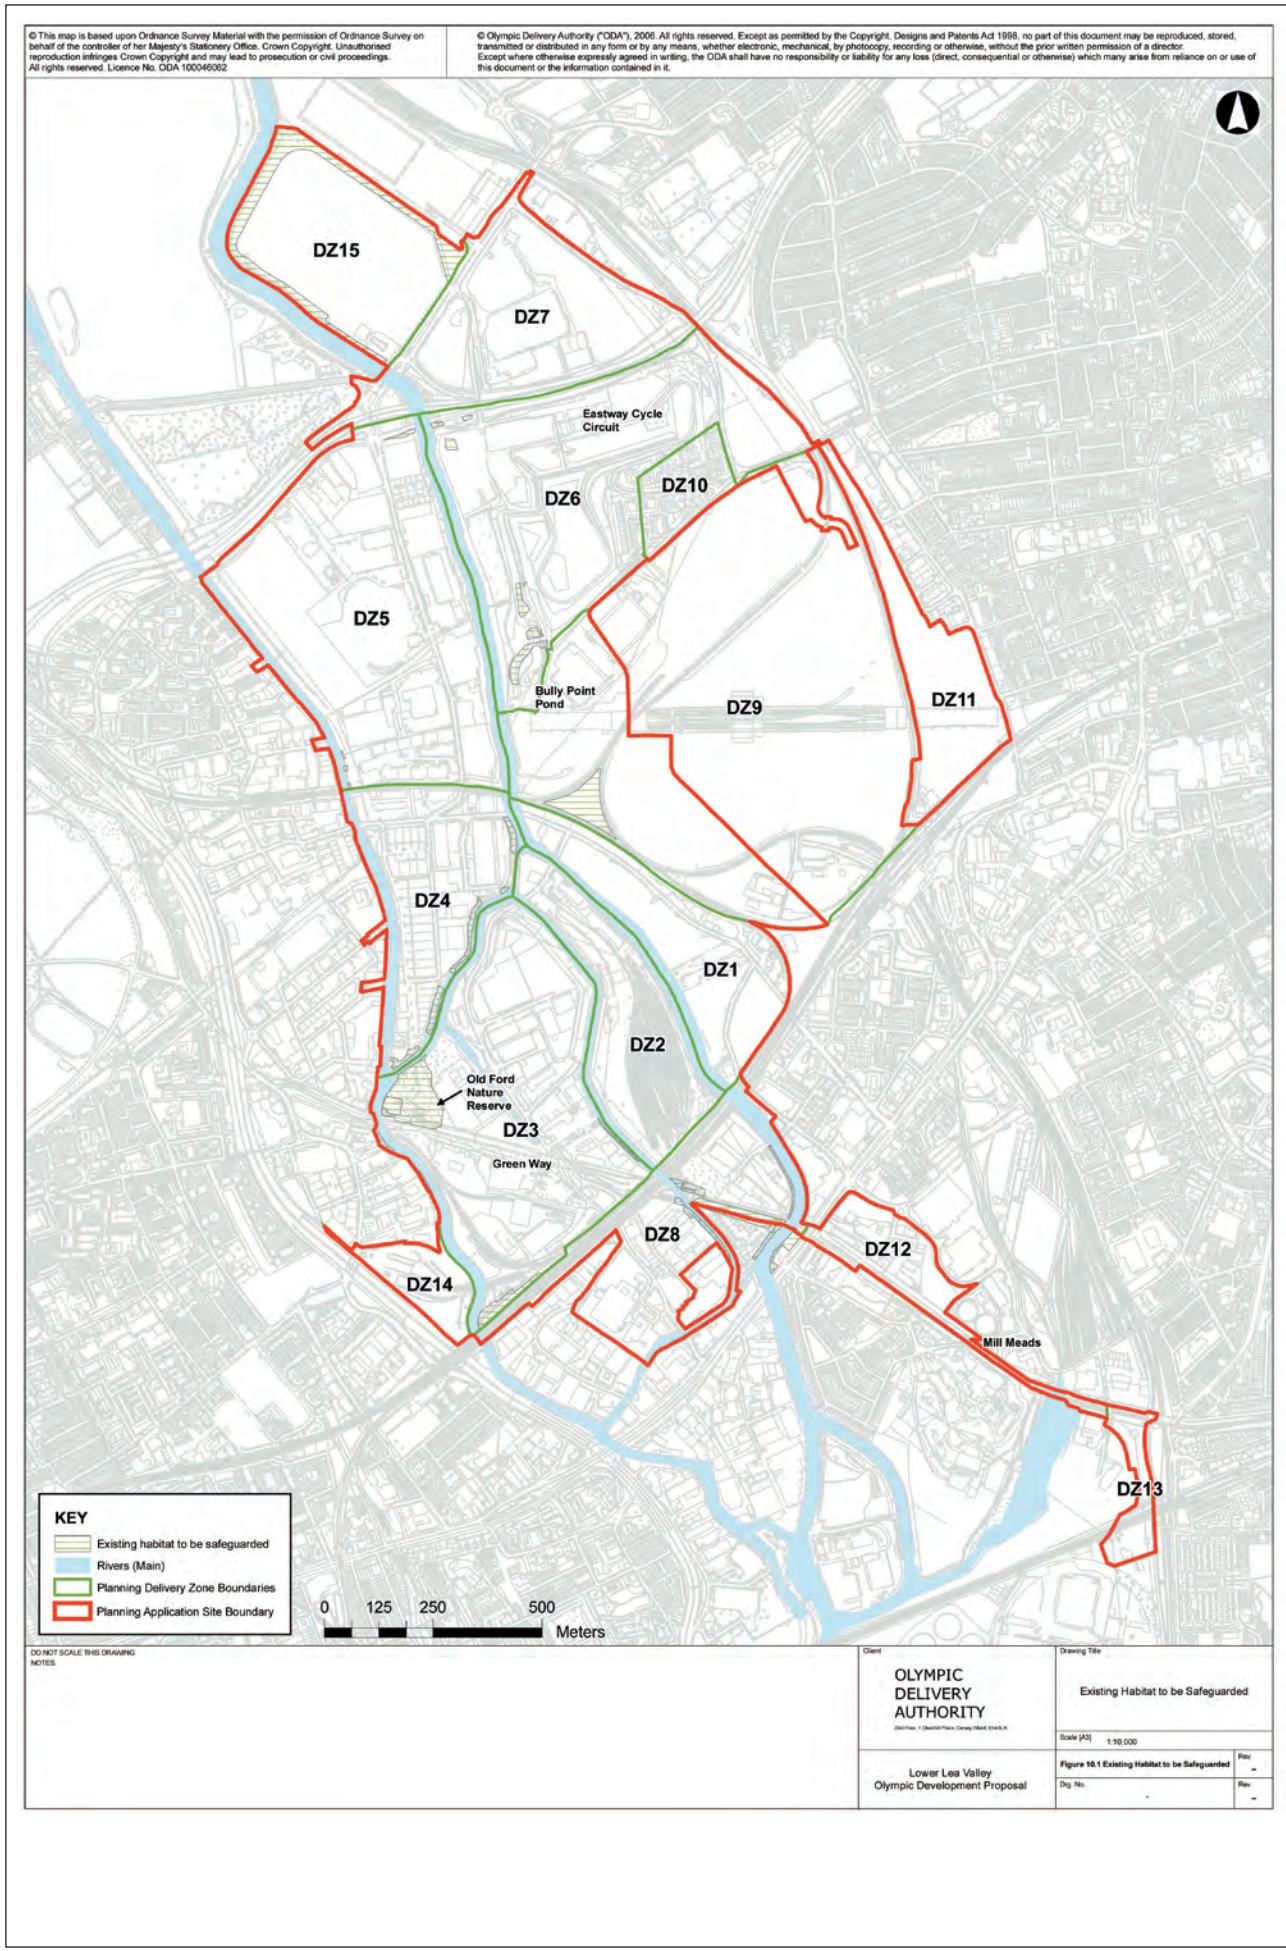 © This map is based upon Ordnance Survey Material with the permission of Ordnance Survey on
behalf of the controller of her Majesty's Stationery Office. Crown Copyright. Unauthorised
reproduction infringes Crown Copyright and may lead to prosecution or civil proceedings.
All rights reserved. Licence No. ODA 100046062
© Olympic Delivery Authority ("ODA"), 2006. All rights reserved. Except as permitted by the Copyright, Designs and Patents Act 1998, no part of this document may be reproduced, stored,
transmitted or distributed in any form or by any means, whether electronic, mechanical, by photocopy, recording or otherwise, without the prior written permission of a director.
Except where otherwise expressly agreed in writing, the ODA shall have no responsibility or liability for any loss (direct, consequential or otherwise) which many arise from reliance on or use of
this document or the information contained in it.
DZ15
DZ7
Eastway Cycle
Circuit
DZ10
DZ6
DZ5
Bully Point
Pond
DZ9
DZ11
DZ4
DZ1
DZ2
Old Ford
Nature
Reserve
DZ3
Green Way
DZ8
DZ12
DZ14
Mill Meads
DZ13
KEY
Existing habitat to be safeguarded
Rivers (Main)
Planning Delivery Zone Boundaries
Planning Application Site Boundary
0 125 250 500
Meters
DO NOT SCALE THIS DRAWING
NOTES
Client
OLYMPIC
DELIVERY
AUTHORITY
Lower Lea Valley
Olympic Development Proposal
Drawing Title
Existing Habitat to be Safeguarded
Scale [A3] 1:10,000
Figure 10.1 Existing Habitat to be Safeguarded
Rev
-
Drg. No.
-
Rev
-